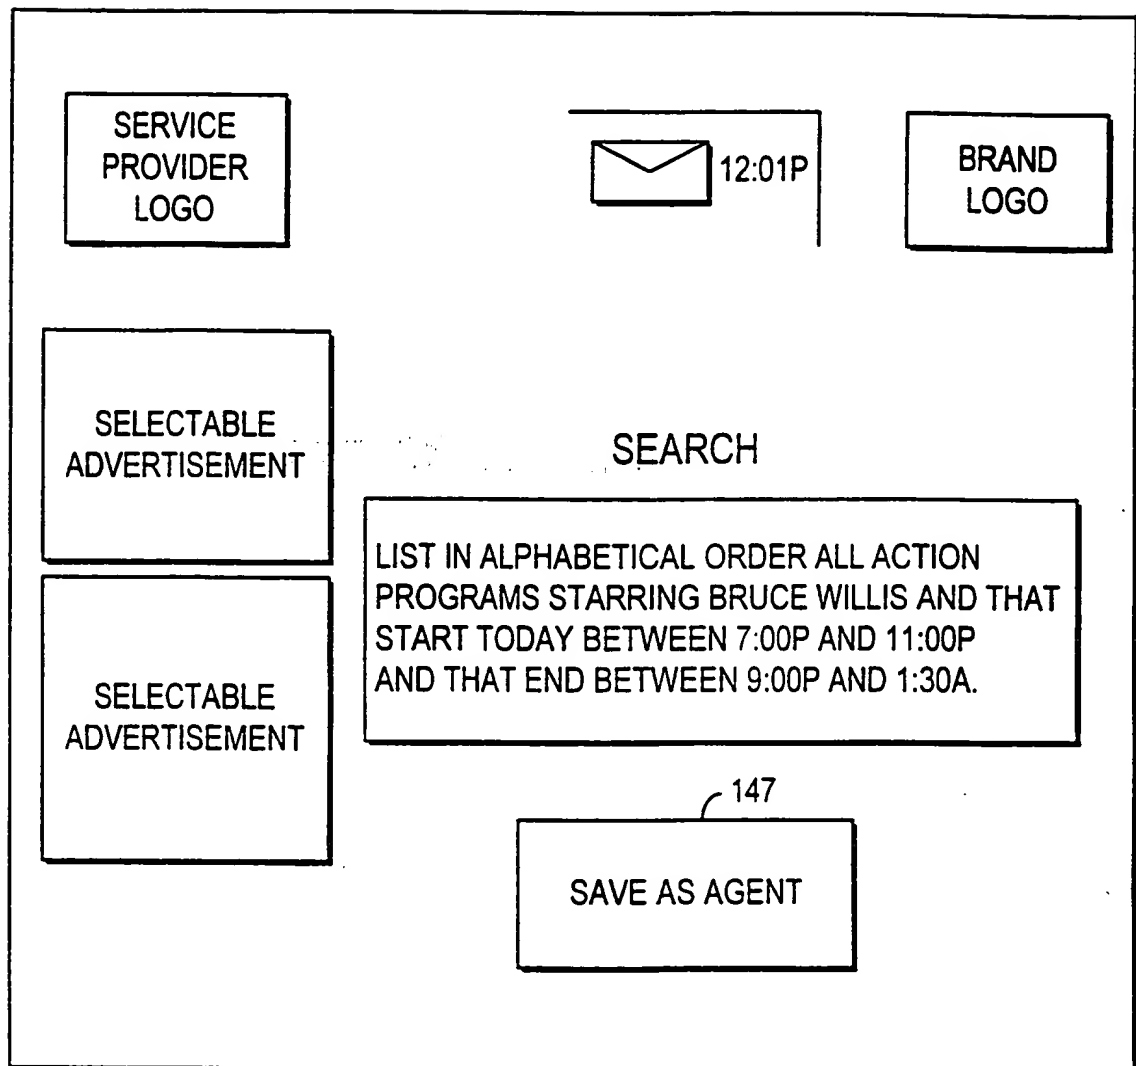 SERVICE
PROVIDER
LOGO
12:01P
BRAND
LOGO
SELECTABLE
ADVERTISEMENT
SEARCH
LIST IN ALPHABETICAL ORDER ALL ACTION
PROGRAMS STARRING BRUCE WILLIS AND THAT
START TODAY BETWEEN 7:00P AND 11:00P
AND THAT END BETWEEN 9:00P AND 1:30A.
SELECTABLE
ADVERTISEMENT
147
SAVE AS AGENT